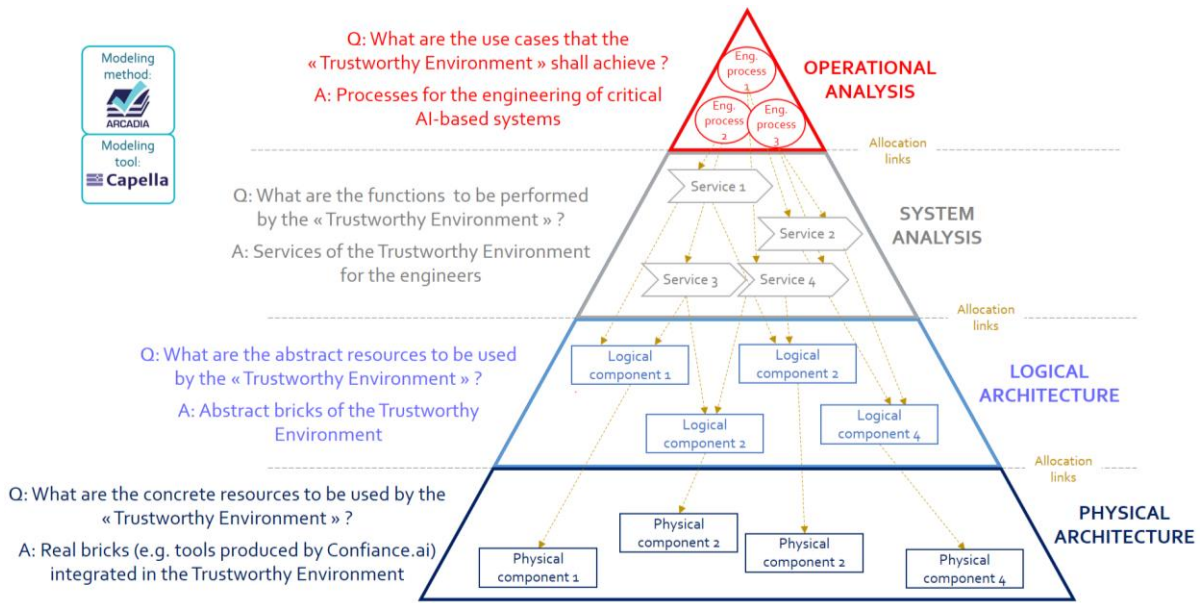 Modeling
method:
ARCADIA
Modeling
tool:
Capella
Q: What are the use cases that the
« Trustworthy Environment » shall achieve ?
A: Processes for the engineering of critical
AI-based systems
Eng.
process
1
Eng.
process
2
Eng.
process
3
OPERATIONAL
ANALYSIS
Allocation
links
Q: What are the functions to be performed
by the « Trustworthy Environment » ?
A: Services of the Trustworthy Environment
for the engineers
Service 1
Service 2
Service 3
Service 4
SYSTEM
ANALYSIS
Allocation
links
Q: What are the abstract resources to be used
by the « Trustworthy Environment » ?
A: Abstract bricks of the Trustworthy
Environment
Logical
component 1
Logical
component 2
Logical
component 2
Logical
component 4
LOGICAL
ARCHITECTURE
Allocation
links
Q: What are the concrete resources to be used by the
« Trustworthy Environment » ?
A: Real bricks (e.g. tools produced by Confiance.ai)
integrated in the Trustworthy Environment
Physical
component 1
Physical
component 2
Physical
component 2
Physical
component 4
PHYSICAL
ARCHITECTURE